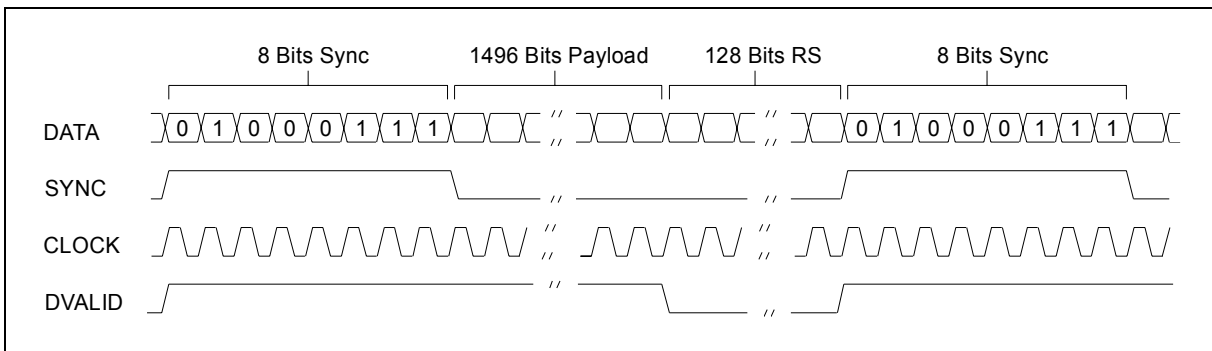 8 Bits Sync 1496 Bits Payload 128 Bits RS 8 Bits Sync
DATA 0 1 0 0 0 1 1 1 0 1 0 0 0 1 1 1
SYNC
CLOCK
DVALID